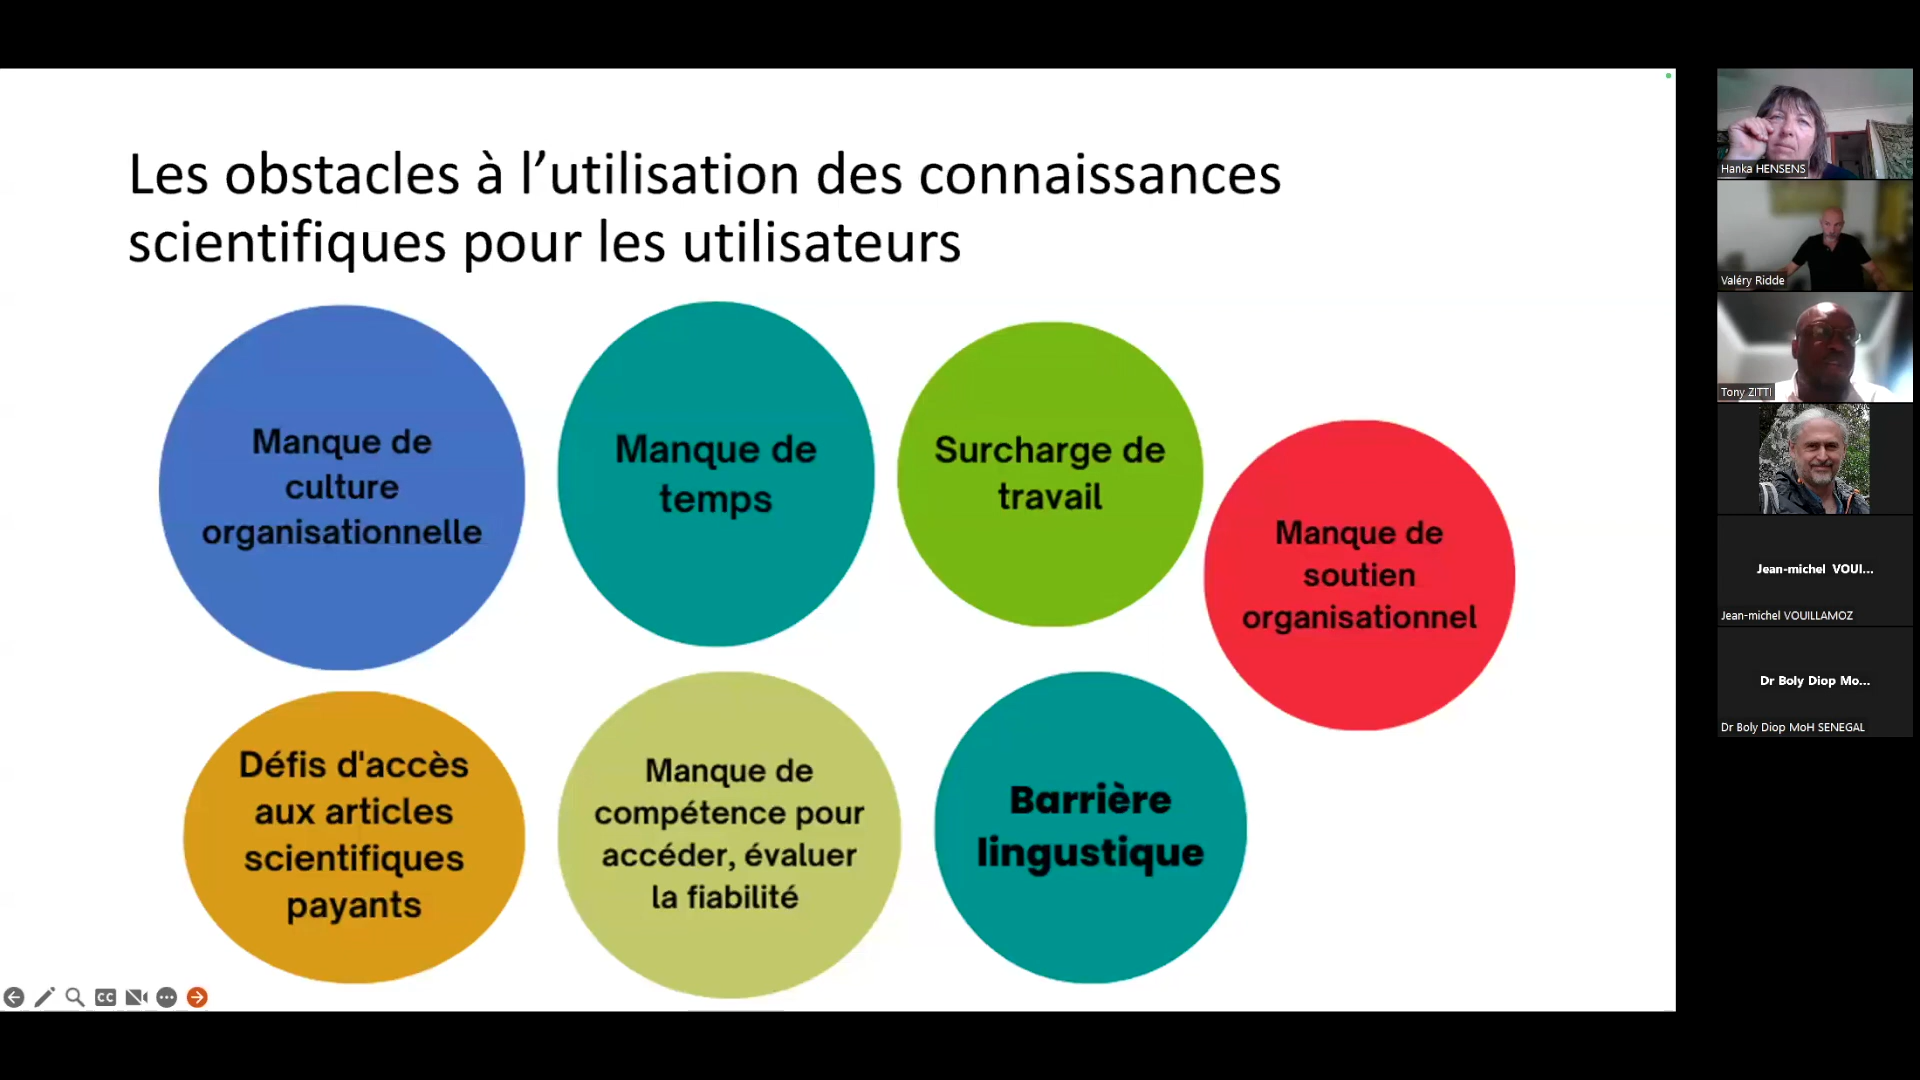 Les obstacles à l’utilisation des connaissances
scientifiques pour les utilisateurs
Manque de
culture
organisationnelle
Manque de
temps
Surcharge de
travail
Manque de
soutien
organisationnel
Défis d'accès
aux articles
scientifiques
payants
Manque de
compétence pour
accéder, évaluer
la fiabilité
Barrière
lingustique
CC
Hanka HENSENS
Valéry Ridde
Tony ZITTI
Jean-michel VOUI...
Jean-michel VOUILLAMOZ
Dr Boly Diop Mo...
Dr Boly Diop MoH SENEGAL